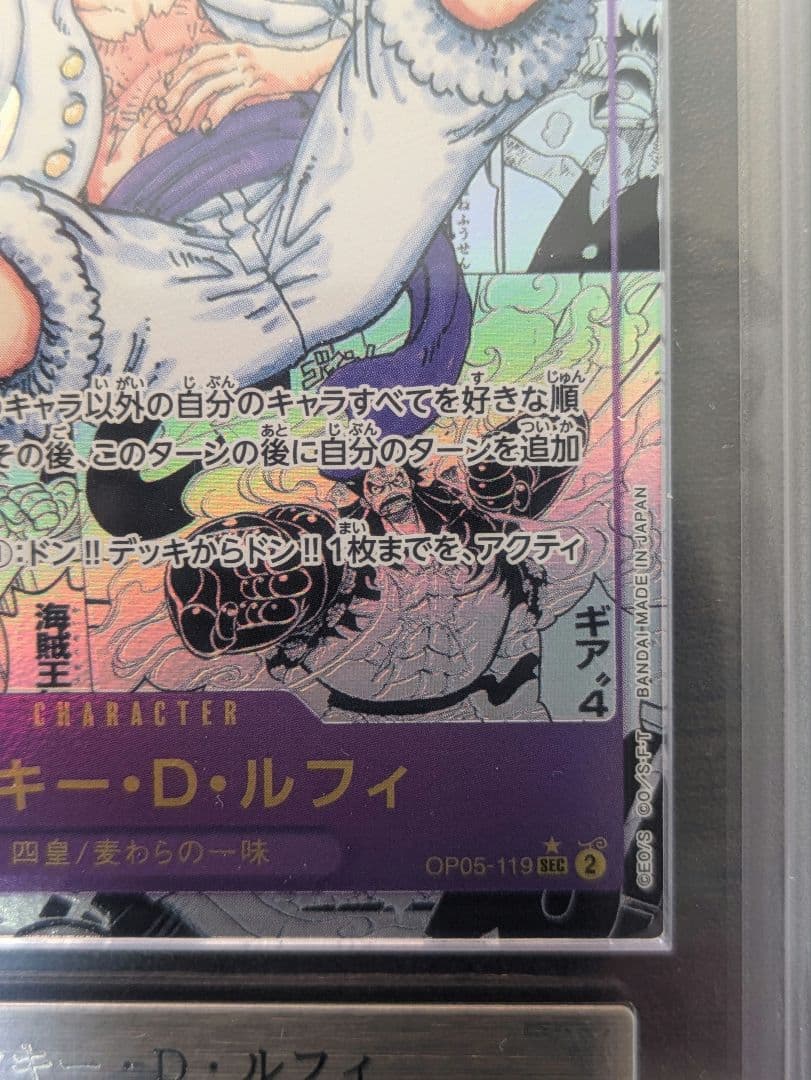 ねふうせん
のキャラ以外の自分のキャラすべてを好きな順
その後、このターンの後に自分のターンを追加
:ドン!!デッキからドン!!1枚までを、アクティ
海賊王
ギア"4
CHARACTER
キー・D・ルフィ
四皇/麦わらの一味
OP05-119 SEC 2
©EO/S ©O/S・F・T BANDAI MADE IN JAPAN
キー・D・ルフィ